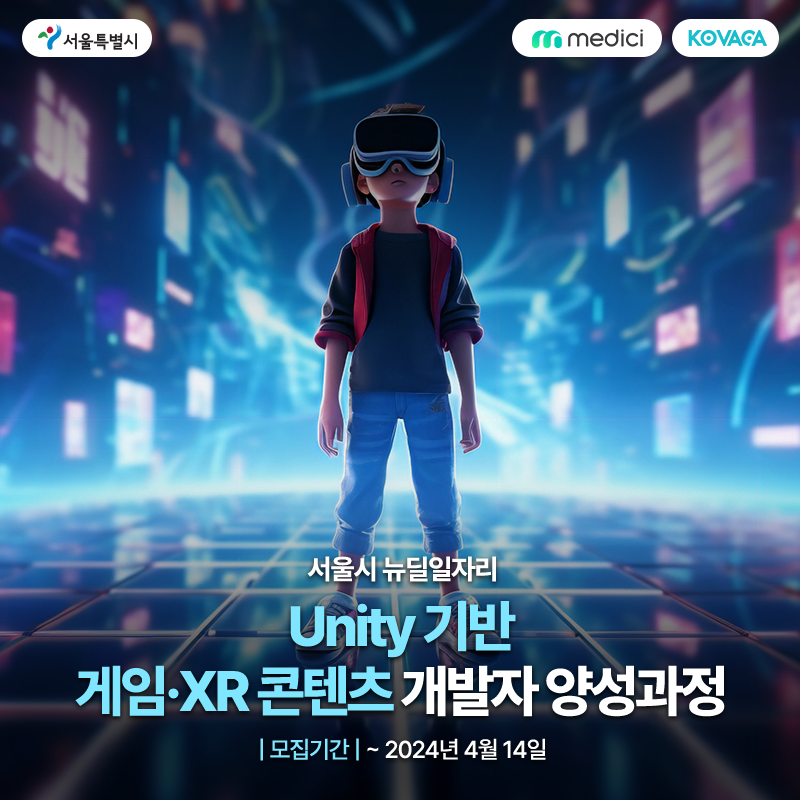 서울특별시
medici
KOVACA
서울시 뉴딜일자리
Unity 기반
게임·XR 콘텐츠 개발자 양성과정
| 모집기간 | ~ 2024년 4월 14일